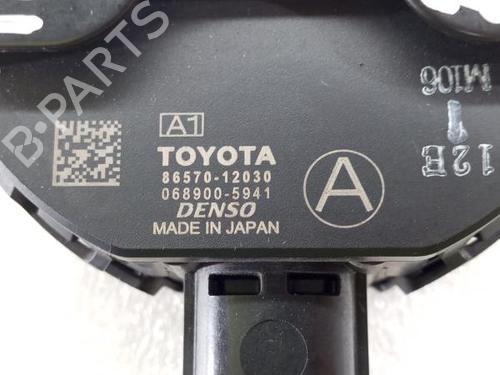 A1
TOYOTA
86570-12030
068900-5941
DENSO
MADE IN JAPAN
A
M106
12E
B-PARTS